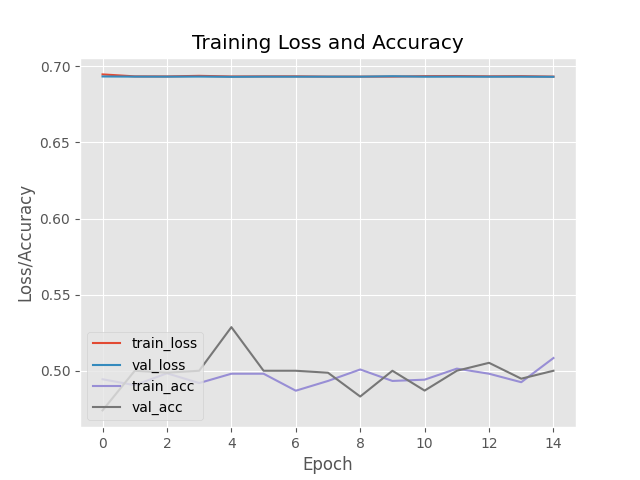 Training Loss and Accuracy
0.70
0.65
0.60
0.55
0.50
Loss/Accuracy
train_loss
val_loss
train_acc
val_acc
0 2 4 6 8 10 12 14
Epoch